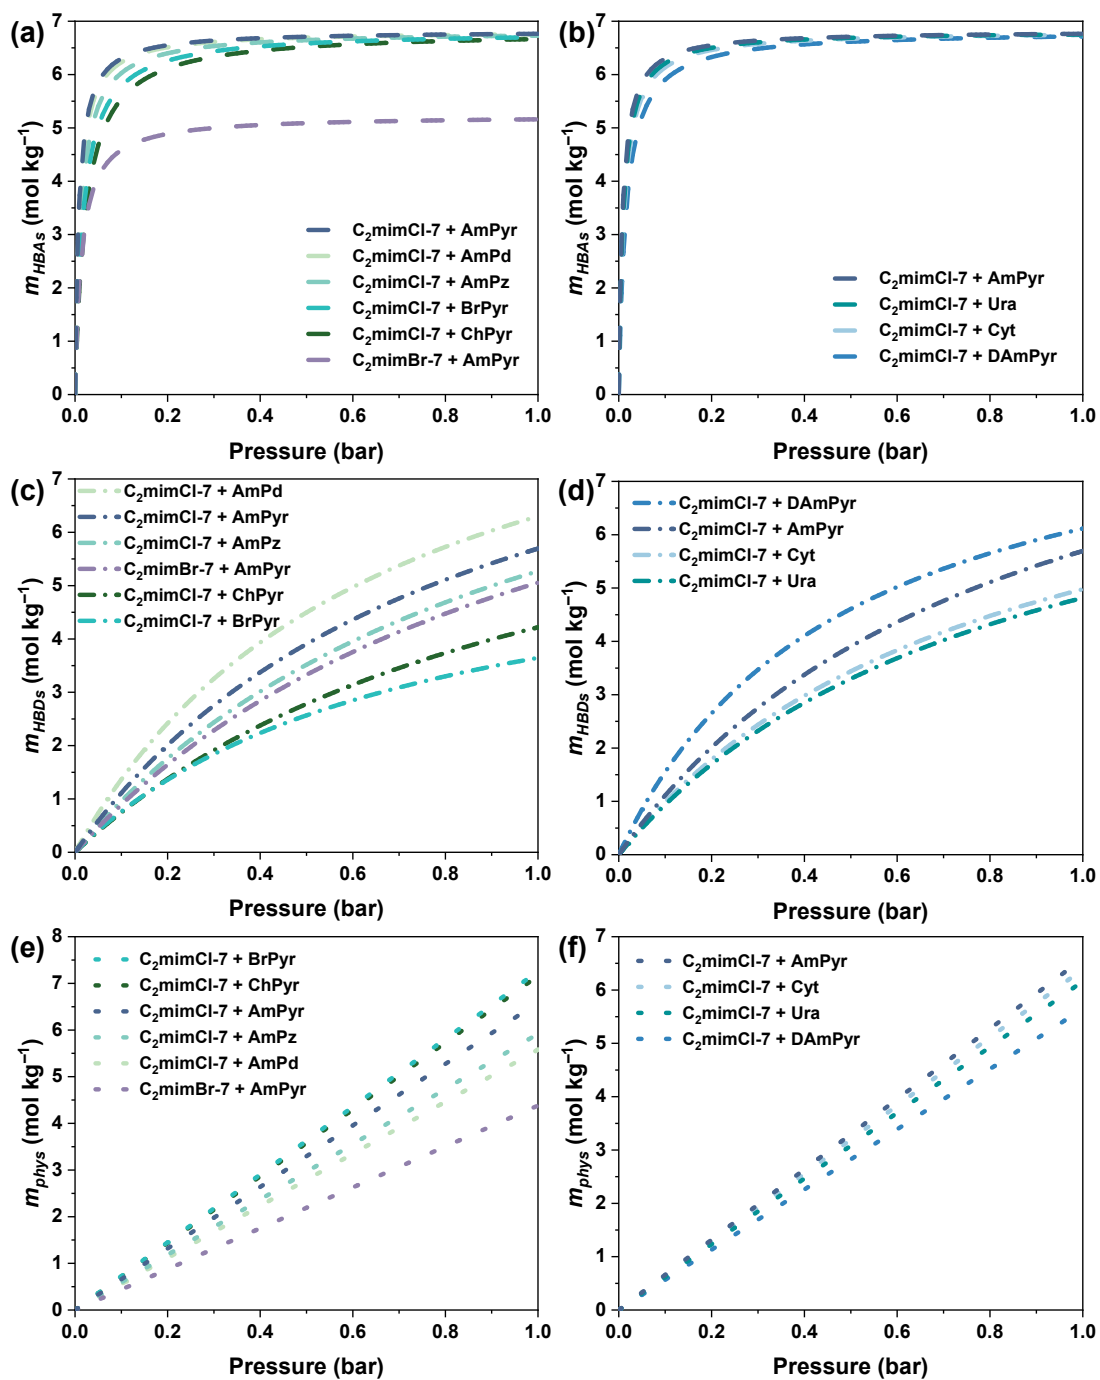 (a)
7
6
5
4
3
2
1
0
0.0 0.2 0.4 0.6 0.8 1.0
m_HBAs (mol kg⁻¹)
Pressure (bar)
C₂mimCl-7 + AmPyr
C₂mimCl-7 + AmPd
C₂mimCl-7 + AmPz
C₂mimCl-7 + BrPyr
C₂mimCl-7 + ChPyr
C₂mimBr-7 + AmPyr
(b)
7
6
5
4
3
2
1
0
0.0 0.2 0.4 0.6 0.8 1.0
m_HBAs (mol kg⁻¹)
Pressure (bar)
C₂mimCl-7 + AmPyr
C₂mimCl-7 + Ura
C₂mimCl-7 + Cyt
C₂mimCl-7 + DAmPyr
(c)
7
6
5
4
3
2
1
0
0.0 0.2 0.4 0.6 0.8 1.0
m_HBDs (mol kg⁻¹)
Pressure (bar)
C₂mimCl-7 + AmPd
C₂mimCl-7 + AmPyr
C₂mimCl-7 + AmPz
C₂mimBr-7 + AmPyr
C₂mimCl-7 + ChPyr
C₂mimCl-7 + BrPyr
(d)
7
6
5
4
3
2
1
0
0.0 0.2 0.4 0.6 0.8 1.0
m_HBDs (mol kg⁻¹)
Pressure (bar)
C₂mimCl-7 + DAmPyr
C₂mimCl-7 + AmPyr
C₂mimCl-7 + Cyt
C₂mimCl-7 + Ura
(e)
8
7
6
5
4
3
2
1
0
0.0 0.2 0.4 0.6 0.8 1.0
m_phys (mol kg⁻¹)
Pressure (bar)
C₂mimCl-7 + BrPyr
C₂mimCl-7 + ChPyr
C₂mimCl-7 + AmPyr
C₂mimCl-7 + AmPz
C₂mimCl-7 + AmPd
C₂mimBr-7 + AmPyr
(f)
7
6
5
4
3
2
1
0
0.0 0.2 0.4 0.6 0.8 1.0
m_phys (mol kg⁻¹)
Pressure (bar)
C₂mimCl-7 + AmPyr
C₂mimCl-7 + Cyt
C₂mimCl-7 + Ura
C₂mimCl-7 + DAmPyr